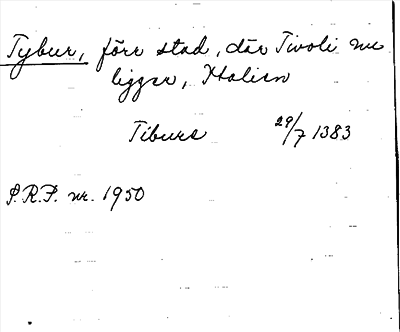 Tybur, förr stad, där Tivoli nu
ligger, Italien
Tibure 29/7 1383
P.R.P. nr. 1950